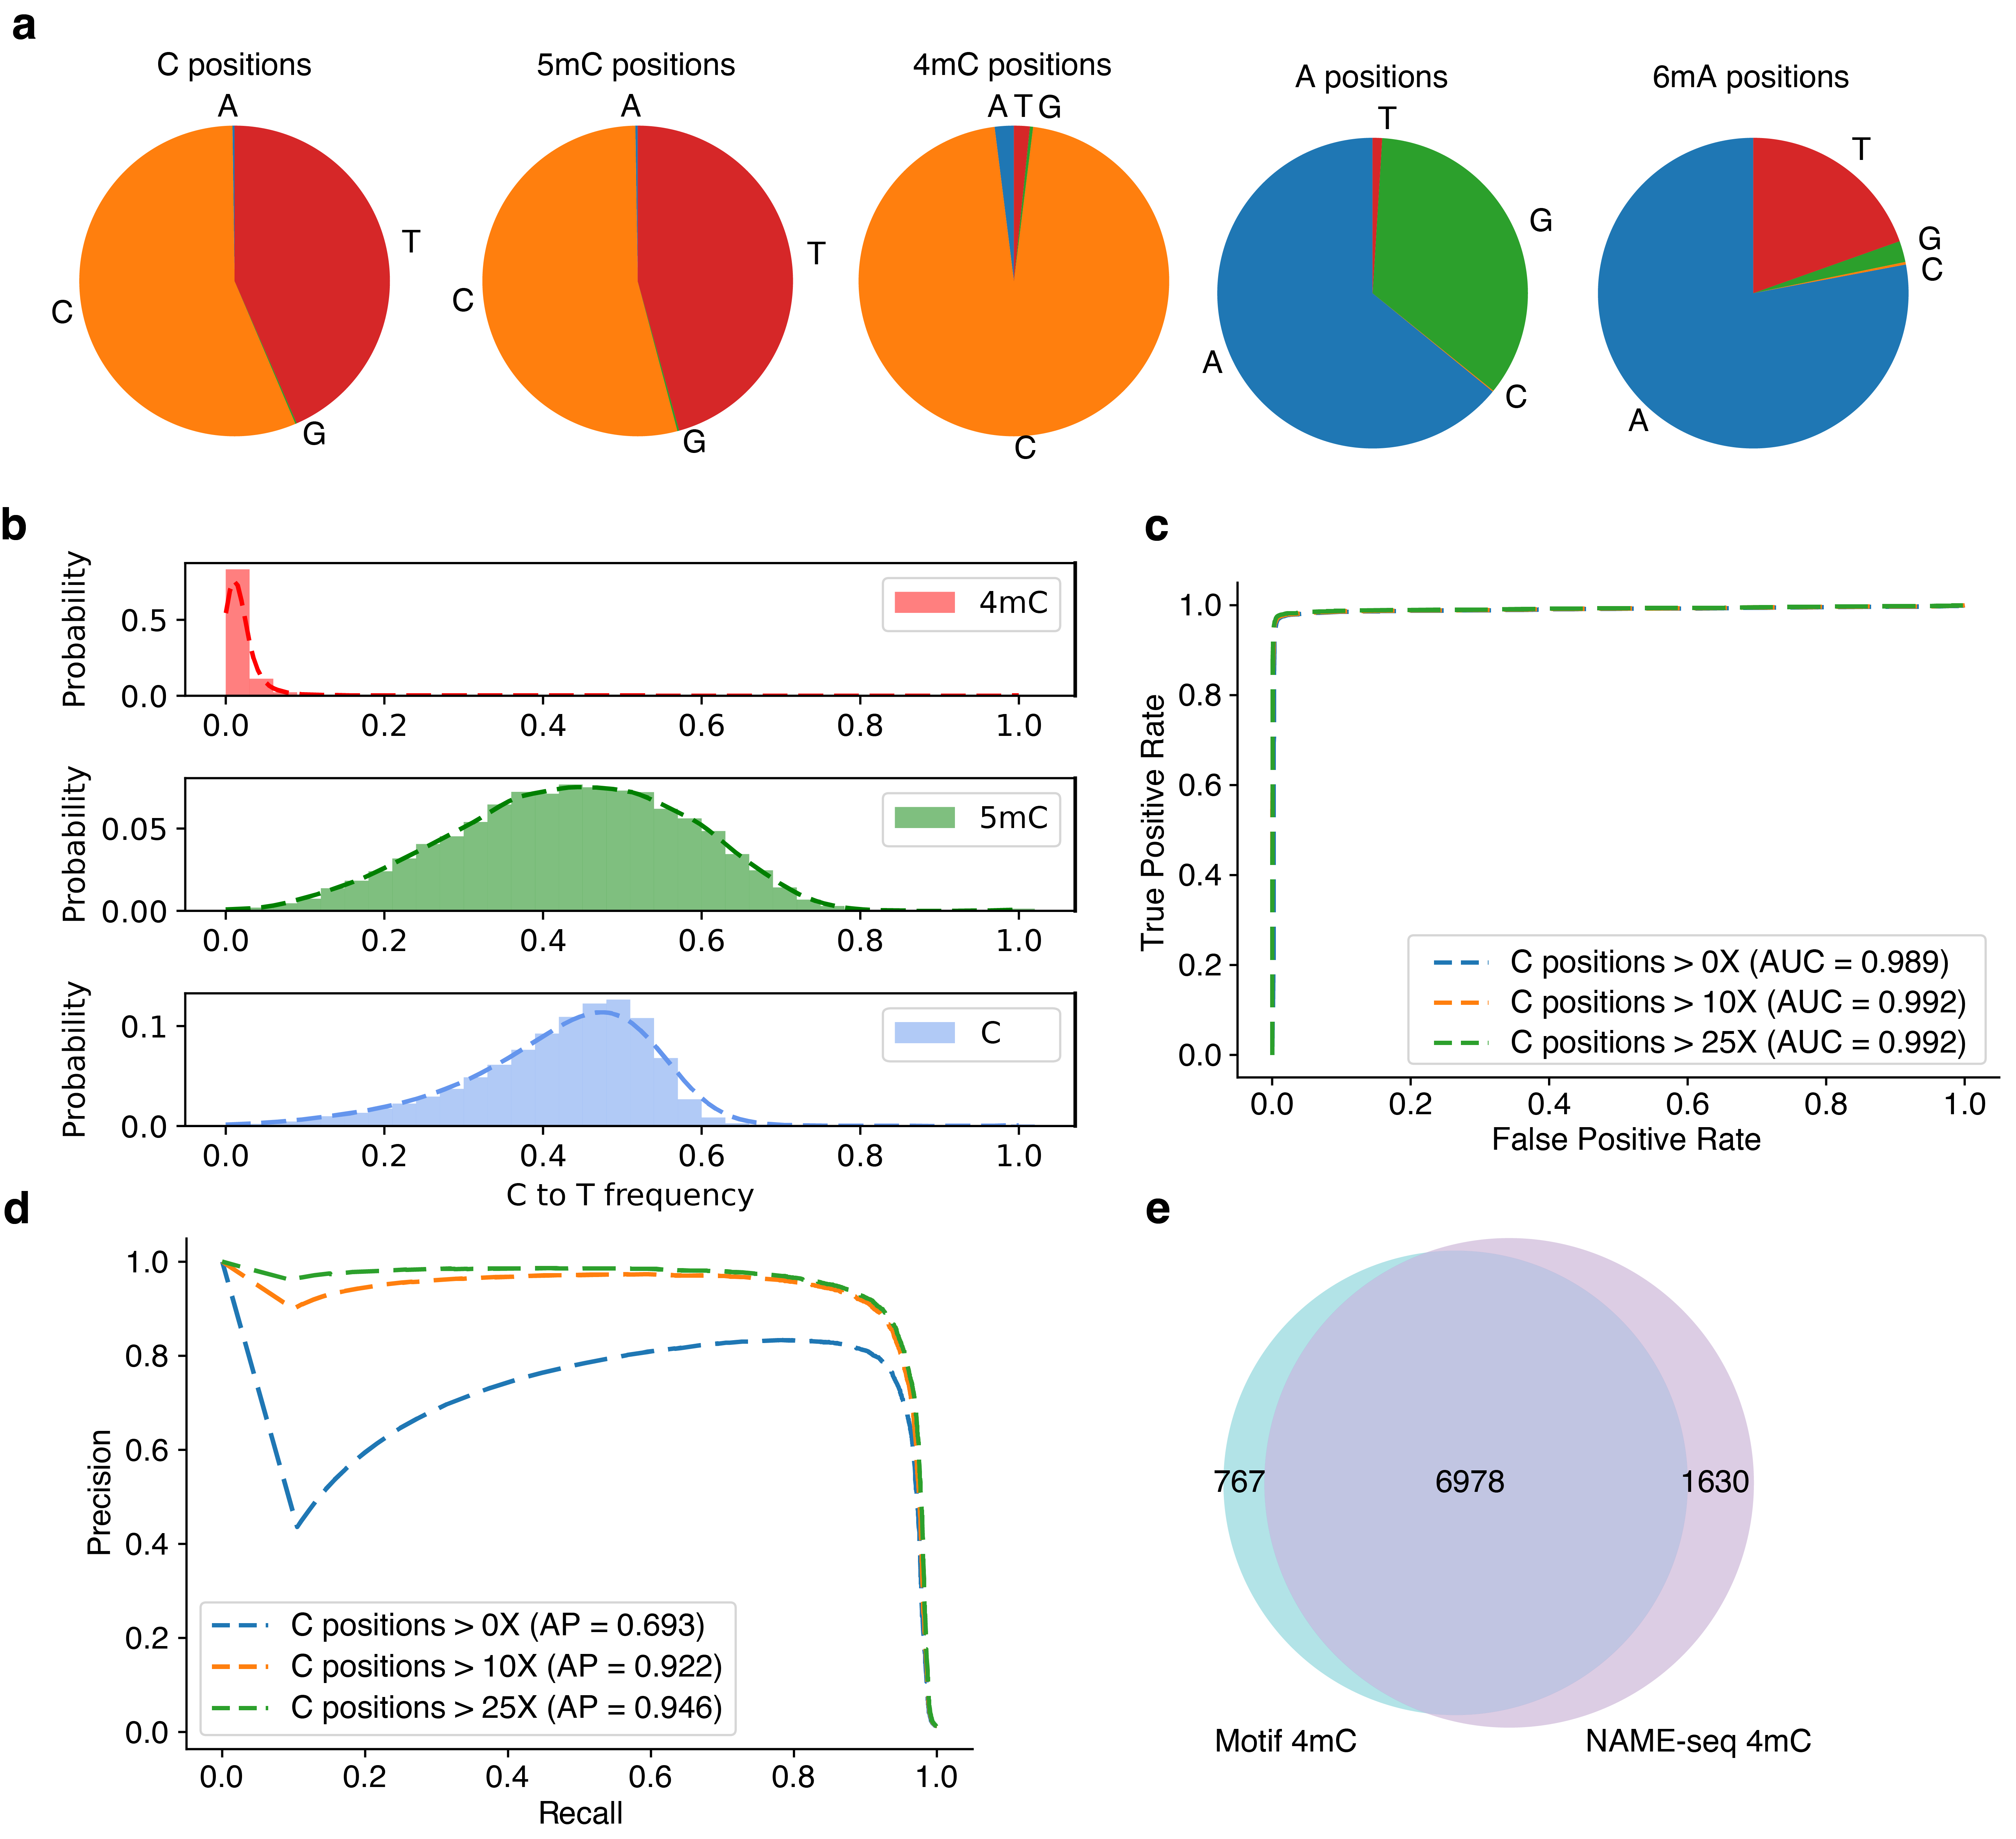 a
C positions
5mC positions
4mC positions
A positions
6mA positions
A
T
G
C
A
T
G
C
A T G
C
T
G
C
A
T
G
C
A
b
Probability
0.5
0.0
4mC
0.0 0.2 0.4 0.6 0.8 1.0
Probability
0.05
0.00
5mC
0.0 0.2 0.4 0.6 0.8 1.0
Probability
0.1
0.0
C
0.0 0.2 0.4 0.6 0.8 1.0
C to T frequency
c
True Positive Rate
1.0
0.8
0.6
0.4
0.2
0.0
C positions > 0X (AUC = 0.989)
C positions > 10X (AUC = 0.992)
C positions > 25X (AUC = 0.992)
0.0 0.2 0.4 0.6 0.8 1.0
False Positive Rate
d
Precision
1.0
0.8
0.6
0.4
0.2
0.0
C positions > 0X (AP = 0.693)
C positions > 10X (AP = 0.922)
C positions > 25X (AP = 0.946)
0.0 0.2 0.4 0.6 0.8 1.0
Recall
e
767 6978 1630
Motif 4mC
NAME-seq 4mC